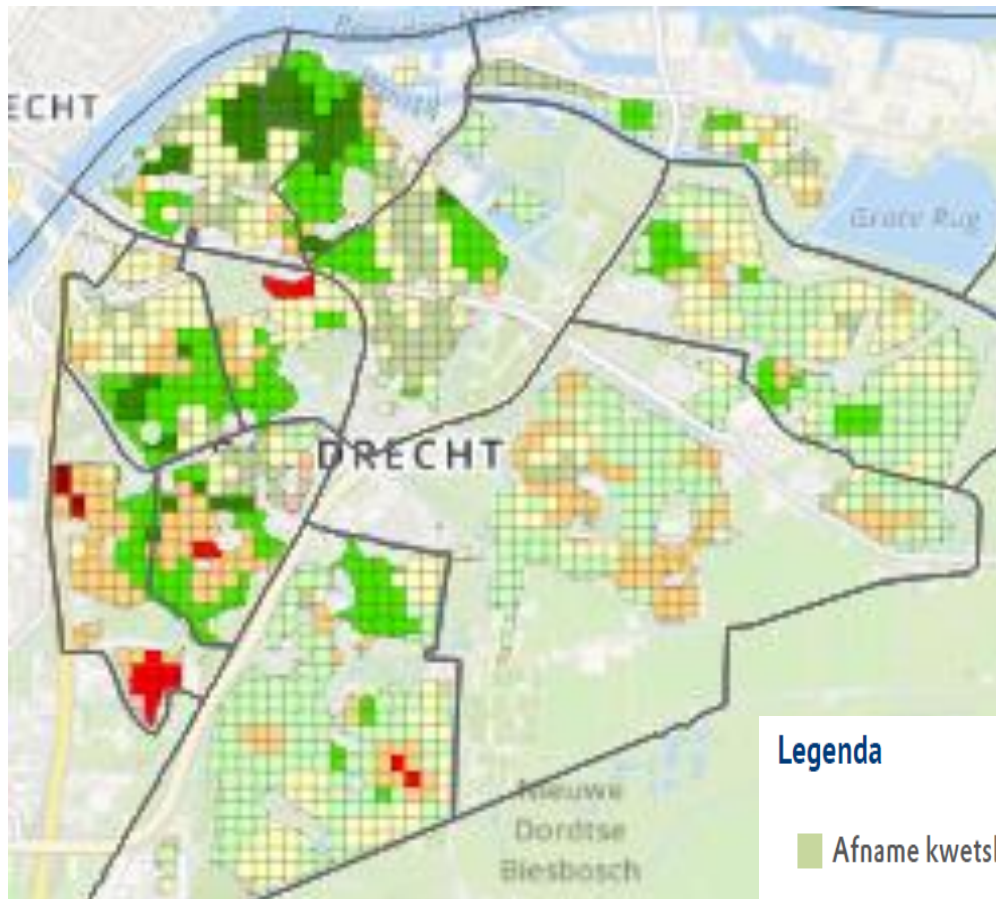 ECHT
Grote Rug
DRECHT
Nieuwe
Dordtse
Biesbosch
Legenda
Afname kwets